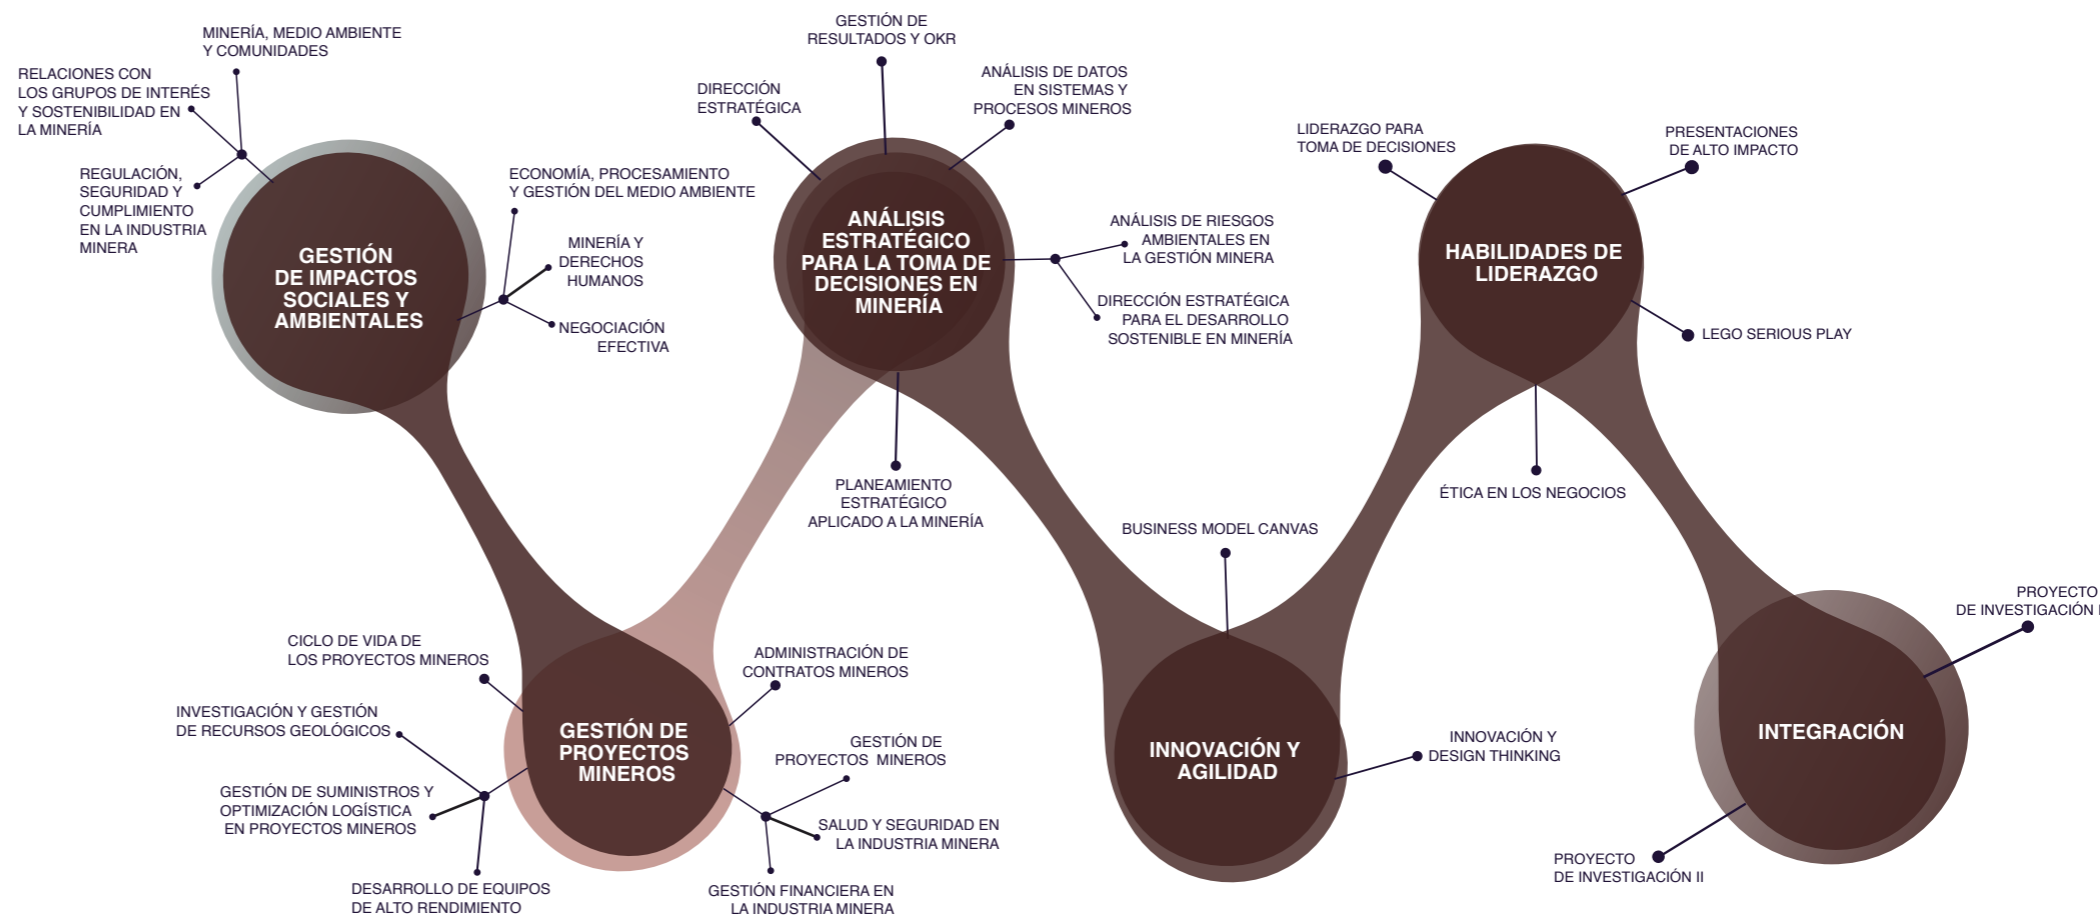 MINERÍA, MEDIO AMBIENTE
Y COMUNIDADES
RELACIONES CON
LOS GRUPOS DE INTERÉS
Y SOSTENIBILIDAD EN
LA MINERÍA
REGULACIÓN,
SEGURIDAD Y
CUMPLIMIENTO
EN LA INDUSTRIA
MINERA
GESTIÓN
DE IMPACTOS
SOCIALES Y
AMBIENTALES
ECONOMÍA, PROCESAMIENTO
Y GESTIÓN DEL MEDIO AMBIENTE
MINERÍA Y
DERECHOS
HUMANOS
NEGOCIACIÓN
EFECTIVA
CICLO DE VIDA DE
LOS PROYECTOS MINEROS
INVESTIGACIÓN Y GESTIÓN
DE RECURSOS GEOLÓGICOS
GESTIÓN DE SUMINISTROS Y
OPTIMIZACIÓN LOGÍSTICA
EN PROYECTOS MINEROS
DESARROLLO DE EQUIPOS
DE ALTO RENDIMIENTO
GESTIÓN DE
PROYECTOS
MINEROS
ADMINISTRACIÓN DE
CONTRATOS MINEROS
GESTIÓN DE
PROYECTOS MINEROS
SALUD Y SEGURIDAD EN
LA INDUSTRIA MINERA
GESTIÓN FINANCIERA EN
LA INDUSTRIA MINERA
DIRECCIÓN
ESTRATÉGICA
GESTIÓN DE
RESULTADOS Y OKR
ANÁLISIS DE DATOS
EN SISTEMAS Y
PROCESOS MINEROS
ANÁLISIS
ESTRATÉGICO
PARA LA TOMA DE
DECISIONES EN
MINERÍA
ANÁLISIS DE RIESGOS
AMBIENTALES EN
LA GESTIÓN MINERA
DIRECCIÓN ESTRATÉGICA
PARA EL DESARROLLO
SOSTENIBLE EN MINERÍA
PLANEAMIENTO
ESTRATÉGICO
APLICADO A LA MINERÍA
BUSINESS MODEL CANVAS
INNOVACIÓN Y
AGILIDAD
INNOVACIÓN Y
DESIGN THINKING
LIDERAZGO PARA
TOMA DE DECISIONES
PRESENTACIONES
DE ALTO IMPACTO
HABILIDADES DE
LIDERAZGO
LEGO SERIOUS PLAY
ÉTICA EN LOS NEGOCIOS
PROYECTO
DE INVESTIGACIÓN I
INTEGRACIÓN
PROYECTO
DE INVESTIGACIÓN II